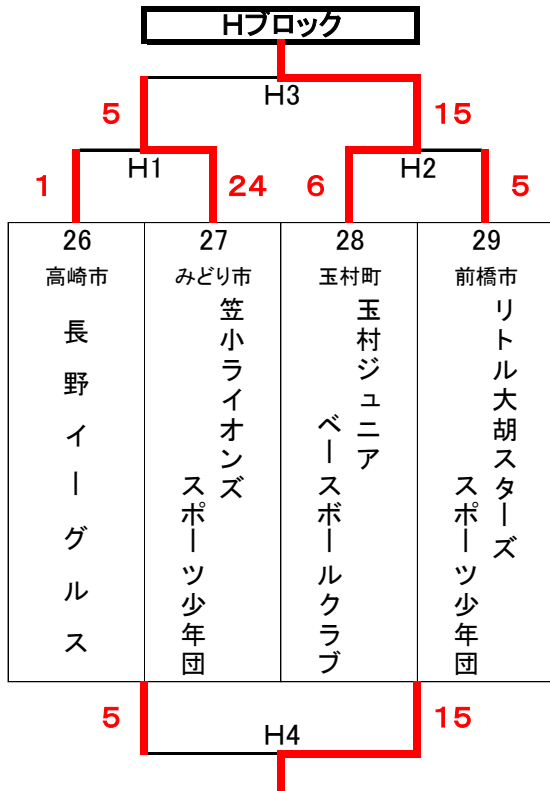 Hブロック
H3
5
15
H1
H2
1
24
6
5
26
27
28
29
高崎市
みどり市
玉村町
前橋市
長野イーグルス
笠小ライオンズ
スポーツ少年団
玉村ジュニア
ベースボールクラブ
リトル大胡スターズ
スポーツ少年団
5
15
H4